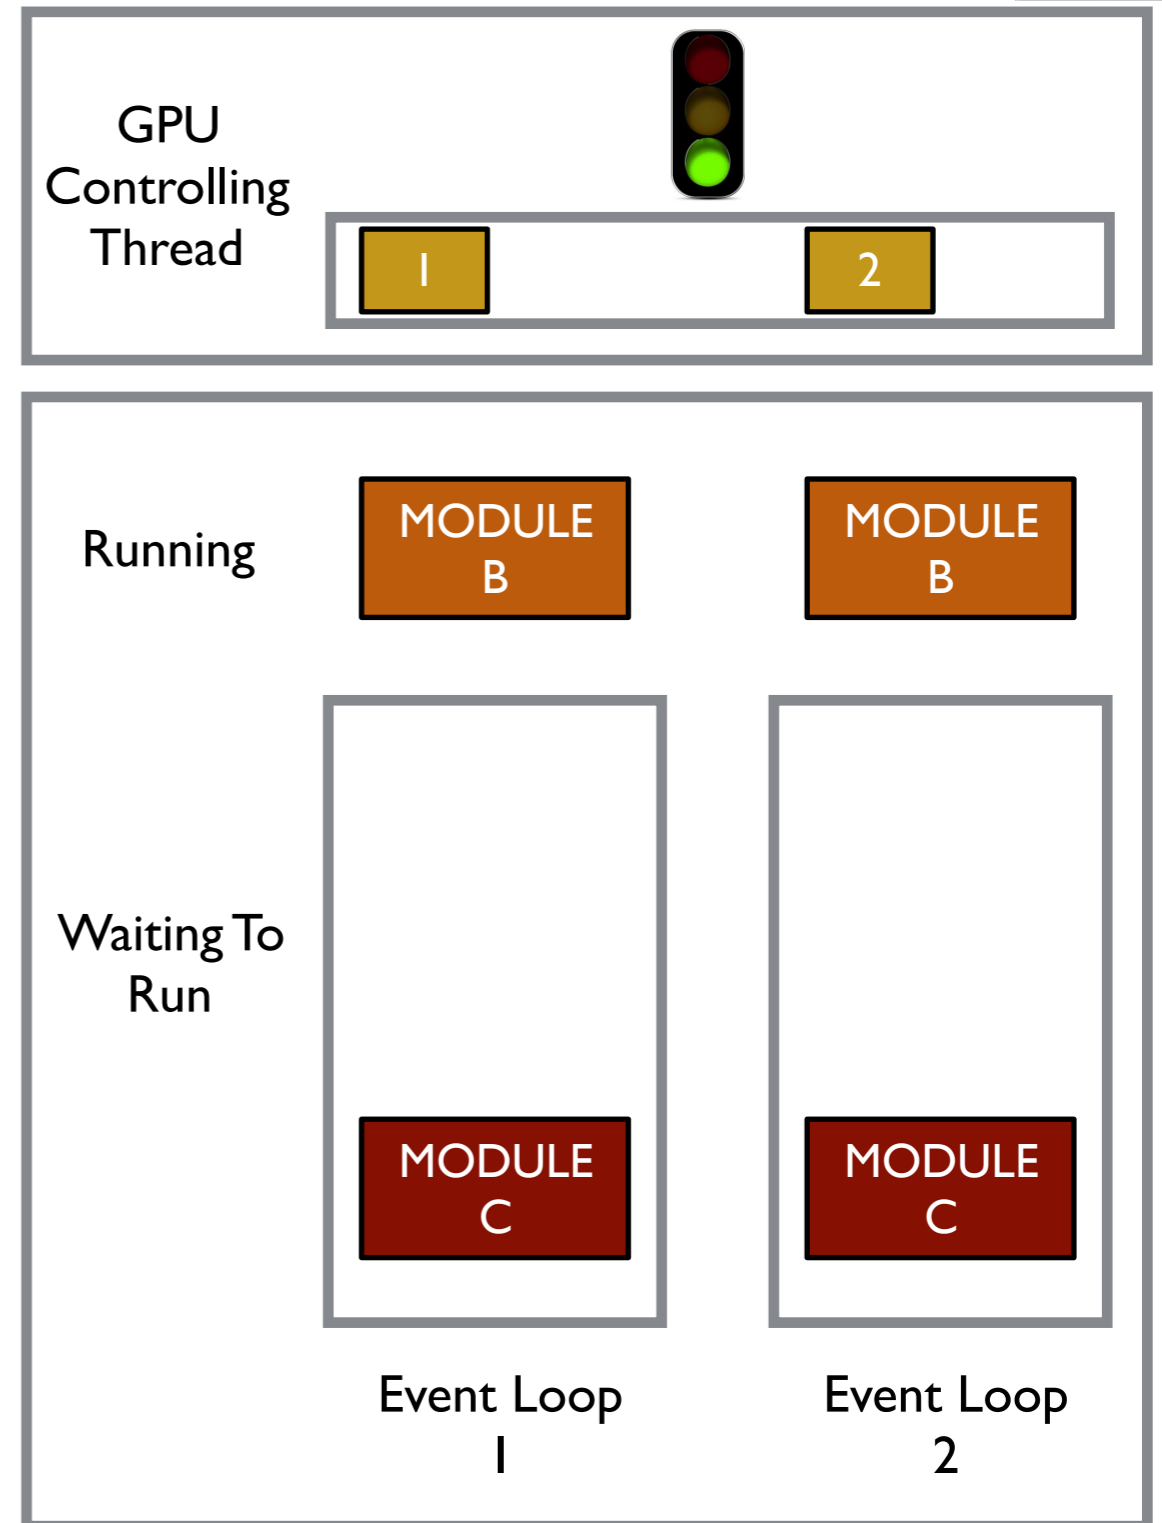 GPU
Controlling
Thread
1
2
Running
MODULE
B
MODULE
B
Waiting To
Run
MODULE
C
MODULE
C
Event Loop
1
Event Loop
2